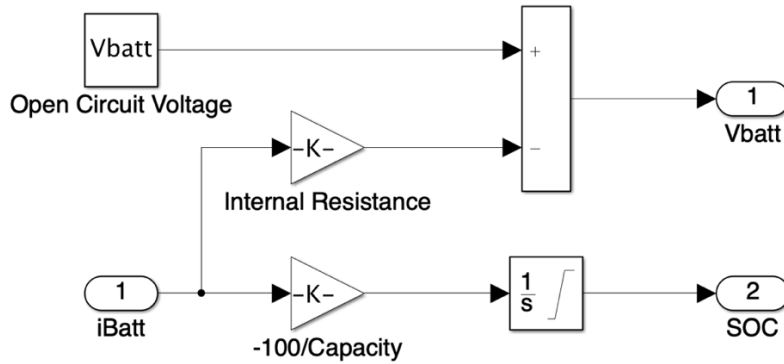 Vbatt
Open Circuit Voltage
+
−
1
Vbatt
-K-
Internal Resistance
1
iBatt
-K-
-100/Capacity
1
s
2
SOC